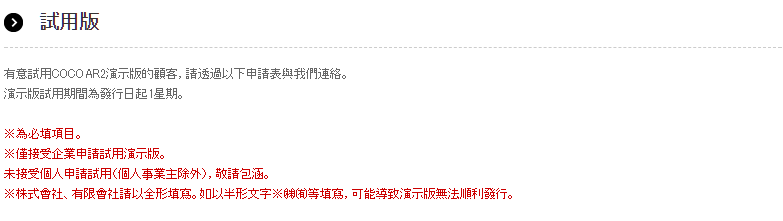 試用版
有意試用COCO AR2演示版的顧客，請透過以下申請表與我們連絡。
演示版試用期間為發行日起1星期。
※為必填項目。
※僅接受企業申請試用演示版。
未接受個人申請試用（個人事業主除外），敬請包涵。
※株式會社、有限會社請以全形填寫。如以半形文字※㈱㈲等填寫，可能導致演示版無法順利發行。